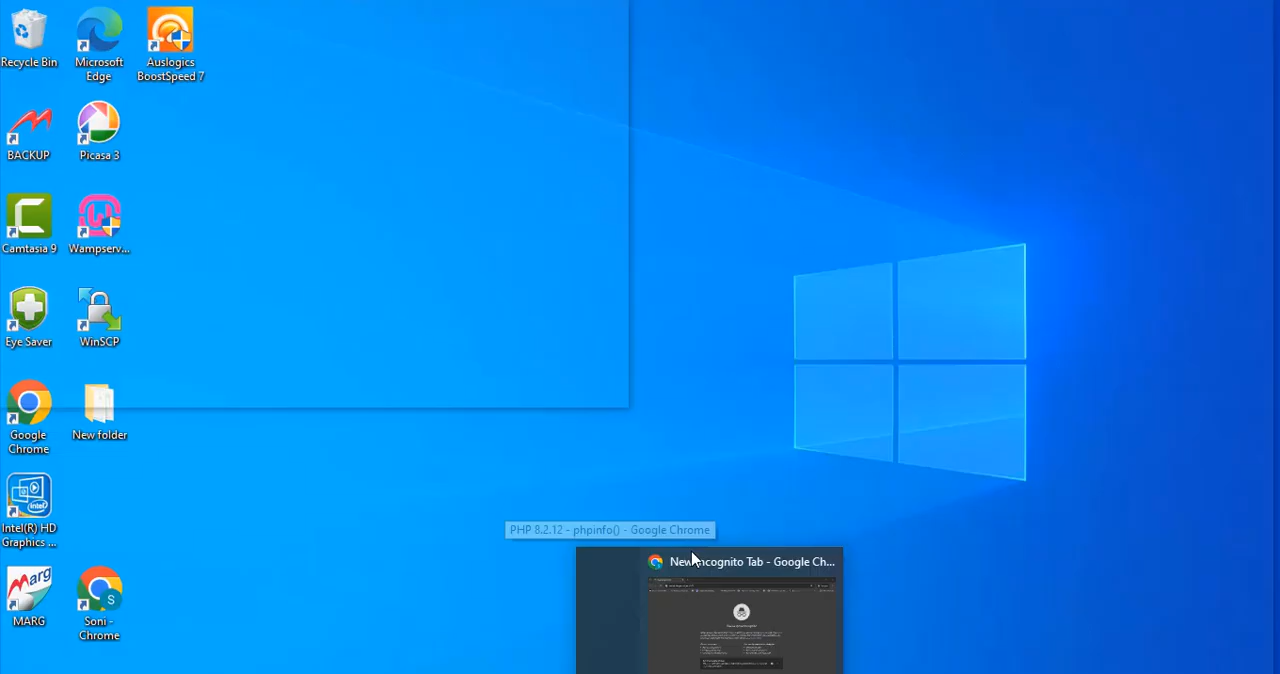 Recycle Bin
Microsoft
Edge
Auslogics
BoostSpeed 7
BACKUP
Picasa 3
Camtasia 9
Wampserv...
Eye Saver
WinSCP
Google
Chrome
New folder
Intel(R) HD
Graphics ...
MARG
Soni -
Chrome
PHP 8.2.12 - phpinfo() - Google Chrome
New Incognito Tab - Google Ch...
Marg
intel
S